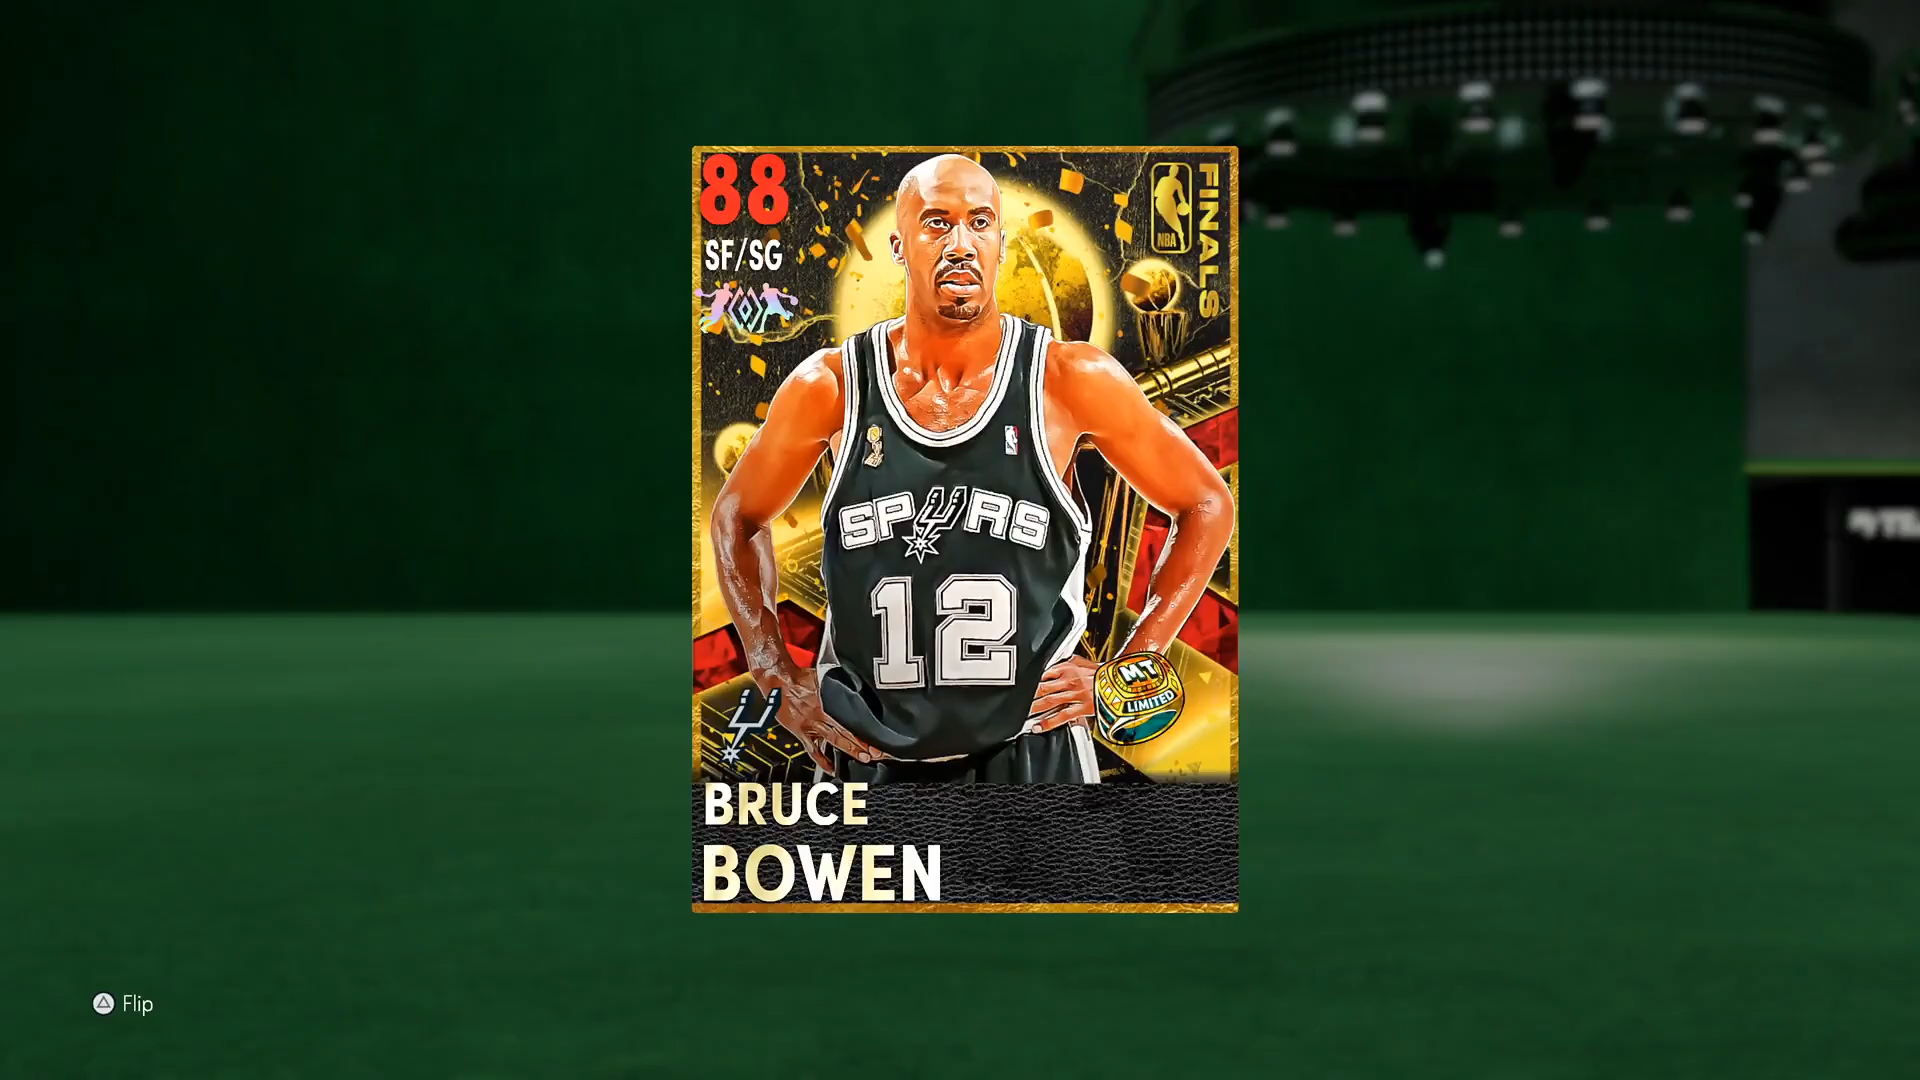 88
SF/SG
FINALS
NBA
SPURS
12
MT
LIMITED
BRUCE
BOWEN
Flip